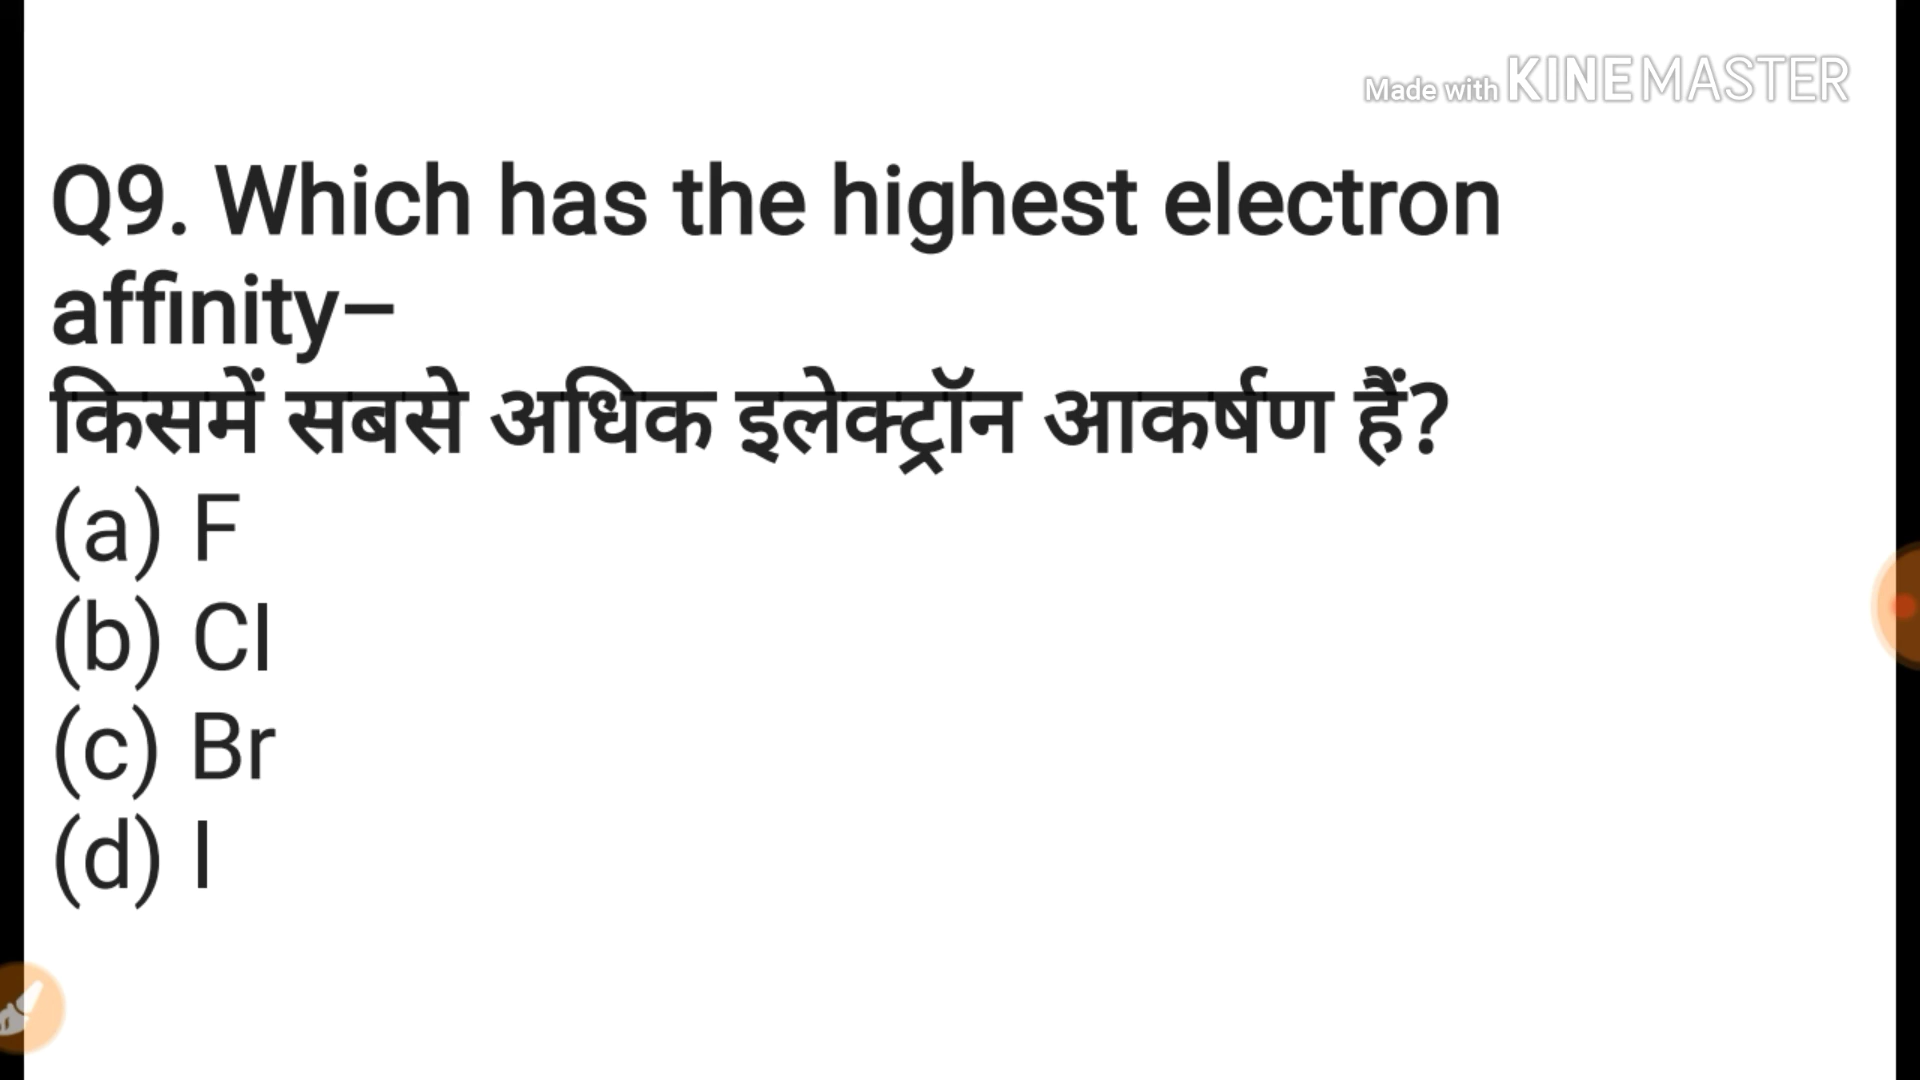 Made with KINEMASTER
Q9. Which has the highest electron
affinity–
किसमें सबसे अधिक इलेक्ट्रॉन आकर्षण हैं?
(a) F
(b) Cl
(c) Br
(d) I